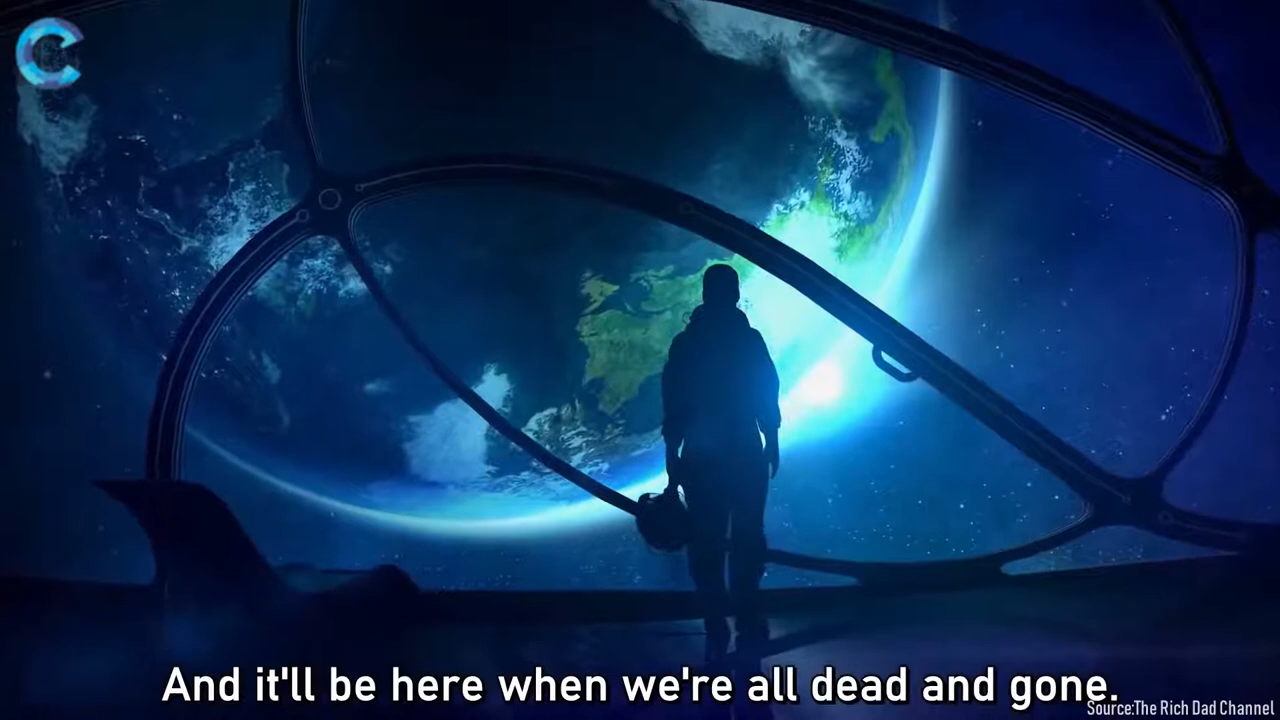 And it'll be here when we're all dead and gone.
Source:The Rich Dad Channel